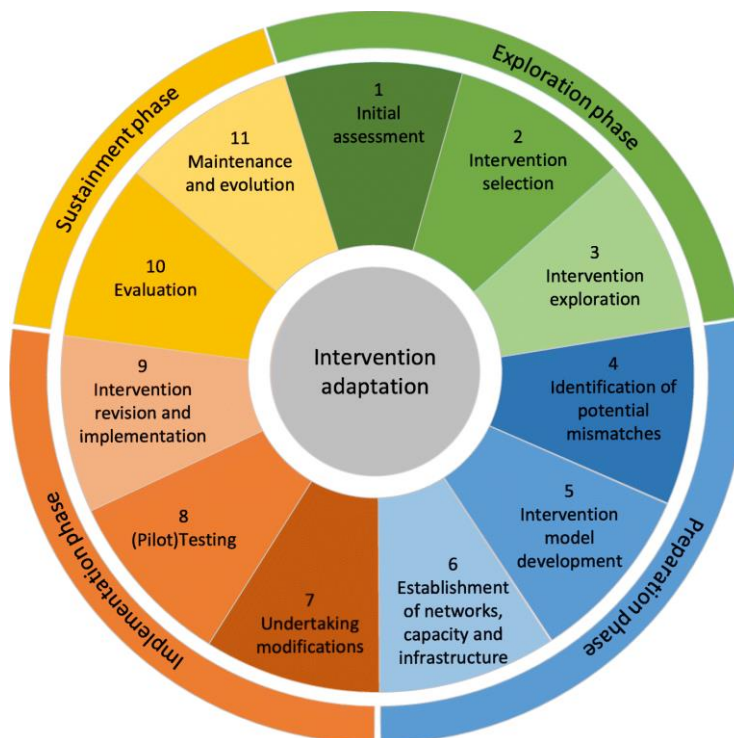 Exploration phase
1
Initial
assessment
2
Intervention
selection
3
Intervention
exploration
Preparation phase
4
Identification of
potential
mismatches
5
Intervention
model
development
6
Establishment
of networks,
capacity and
infrastructure
Implementation phase
7
Undertaking
modifications
8
(Pilot)Testing
9
Intervention
revision and
implementation
Sustainment phase
10
Evaluation
11
Maintenance
and evolution
Intervention
adaptation